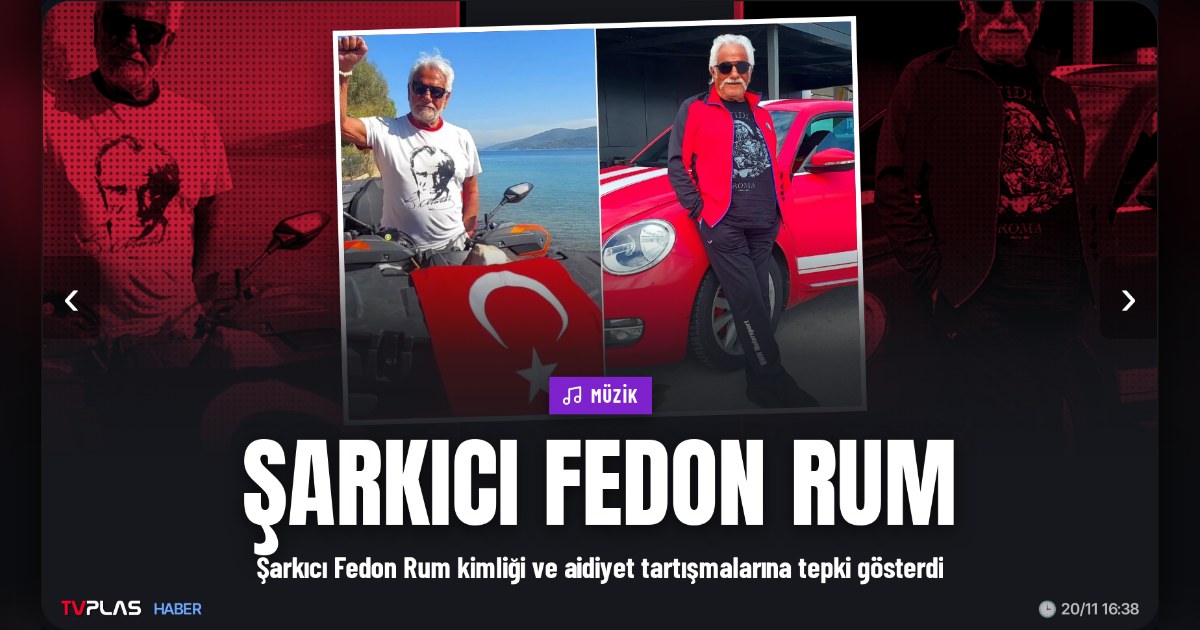 MÜZİK
ŞARKICI FEDON RUM
Şarkıcı Fedon Rum kimliği ve aidiyet tartışmalarına tepki gösterdi
TVPLAS HABER
20/11 16:38
ROMA